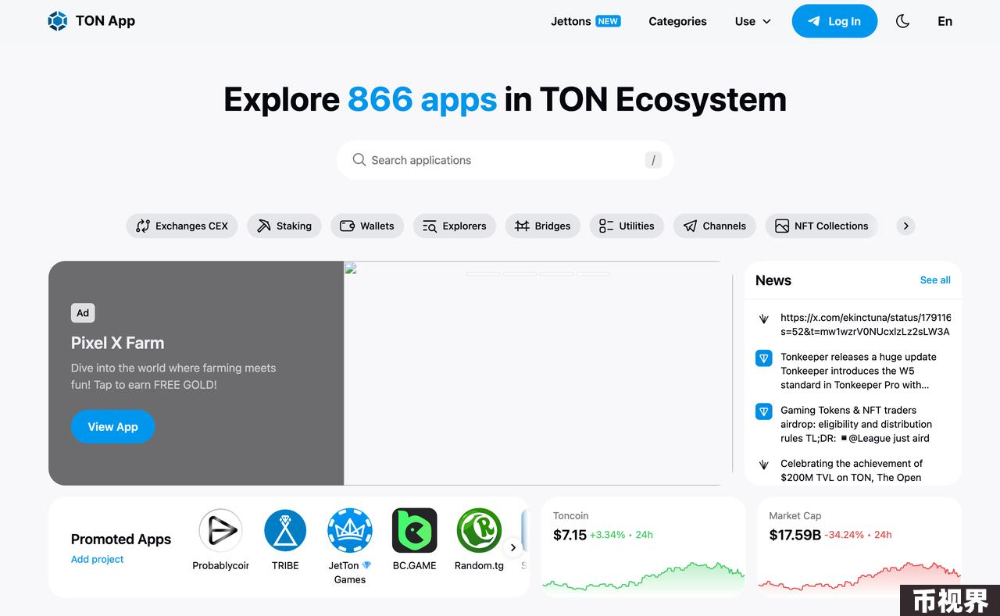 TON App
Jettons NEW
Categories
Use
Log In
En
Explore 866 apps in TON Ecosystem
Search applications
/
Exchanges CEX
Staking
Wallets
Explorers
Bridges
Utilities
Channels
NFT Collections
Ad
Pixel X Farm
Dive into the world where farming meets
fun! Tap to earn FREE GOLD!
View App
News
See all
https://x.com/ekinctuna/status/179116
s=52&t=mw1wzrV0NUcxlzLz2sLW3A
Tonkeeper releases a huge update
Tonkeeper introduces the W5
standard in Tonkeeper Pro with...
Gaming Tokens & NFT traders
airdrop: eligibility and distribution
rules TL;DR: ◾@League just aird
Celebrating the achievement of
$200M TVL on TON, The Open
Promoted Apps
Add project
Probablycoin
TRIBE
JetTon 💎
Games
BC.GAME
Random.tg
S
Toncoin
$7.15 +3.34% • 24h
Market Cap
$17.59B -34.24% • 24h
币视界